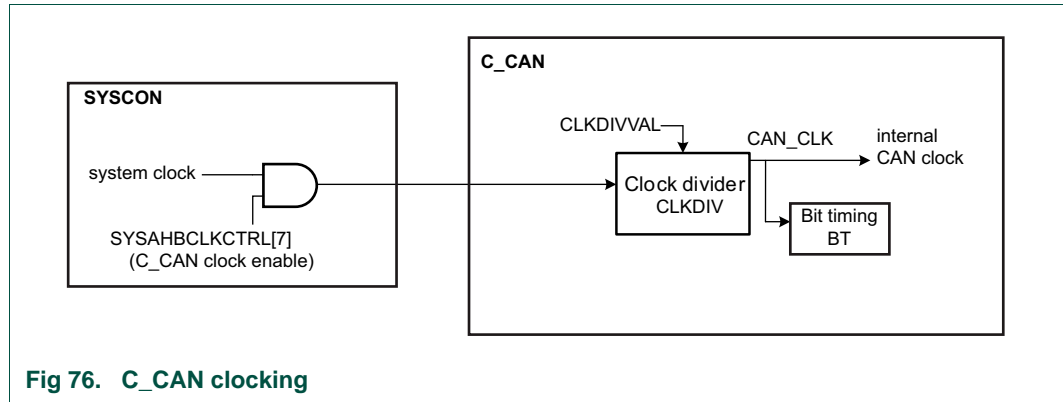 SYSCON
system clock
SYSAHBCLKCTRL[7]
(C_CAN clock enable)
C_CAN
CLKDIVVAL
Clock divider
CLKDIV
CAN_CLK
internal
CAN clock
Bit timing
BT
Fig 76. C_CAN clocking